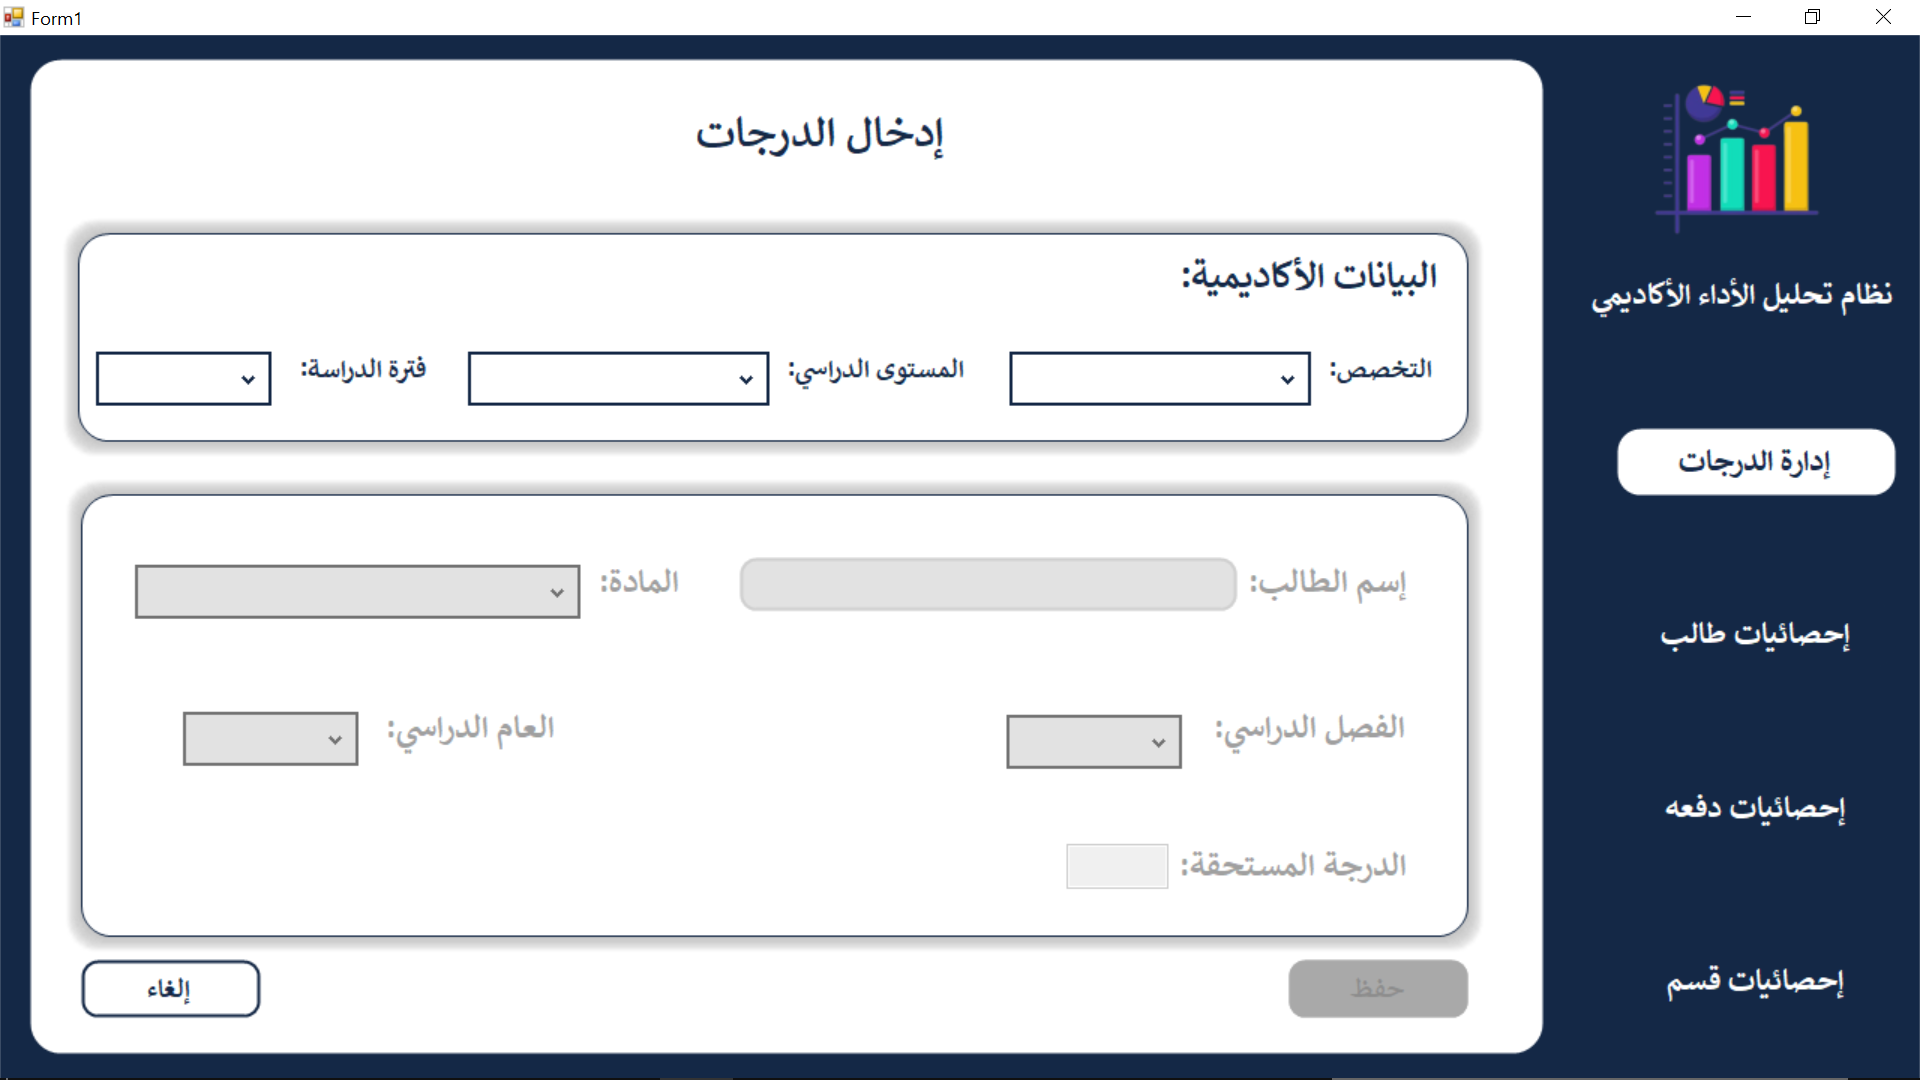 Form1
نظام تحليل الأداء الأكاديمي
إدارة الدرجات
إحصائيات طالب
إحصائيات دفعه
إحصائيات قسم
إدخال الدرجات
البيانات الأكاديمية:
التخصص: المستوى الدراسي: فترة الدراسة:
إسم الطالب: المادة:
الفصل الدراسي: العام الدراسي:
الدرجة المستحقة:
حفظ إلغاء